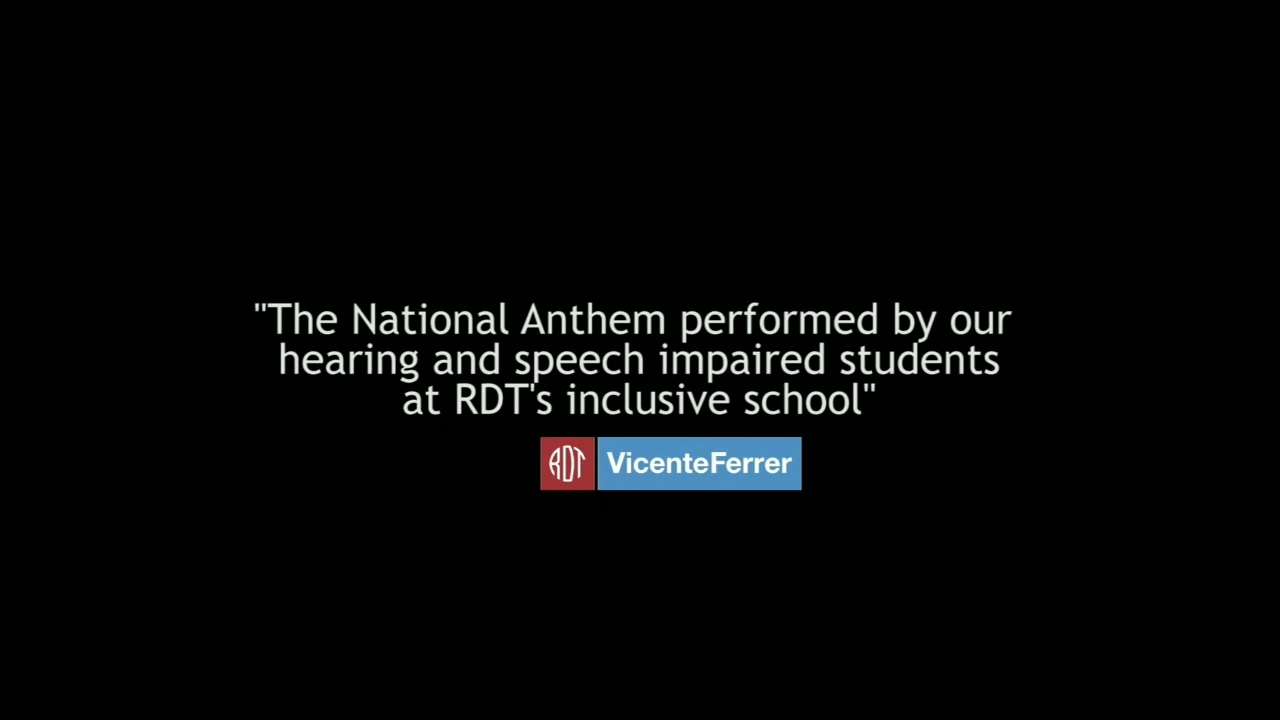 "The National Anthem performed by our
hearing and speech impaired students
at RDT's inclusive school"
RDT VicenteFerrer